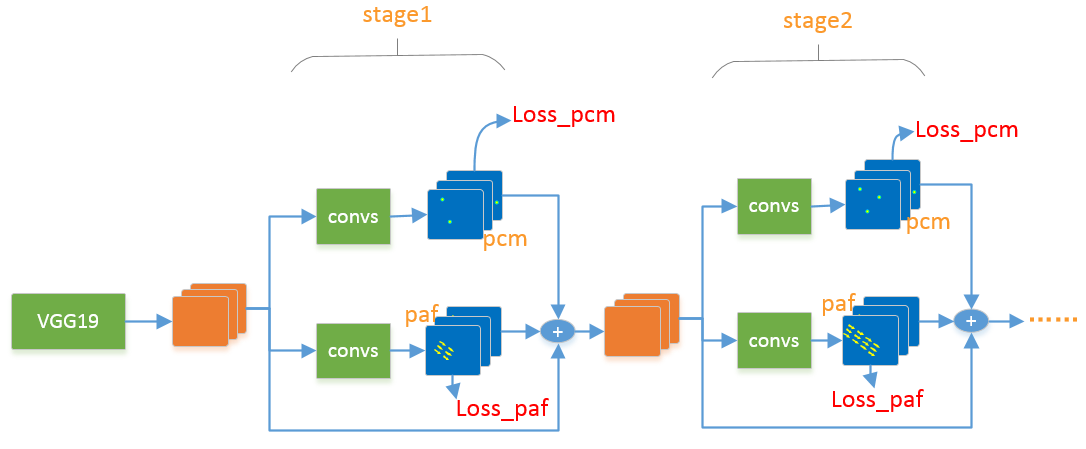 stage1
stage2
Loss_pcm
Loss_pcm
convs
pcm
convs
pcm
VGG19
paf
convs
+
paf
convs
+
Loss_paf
Loss_paf